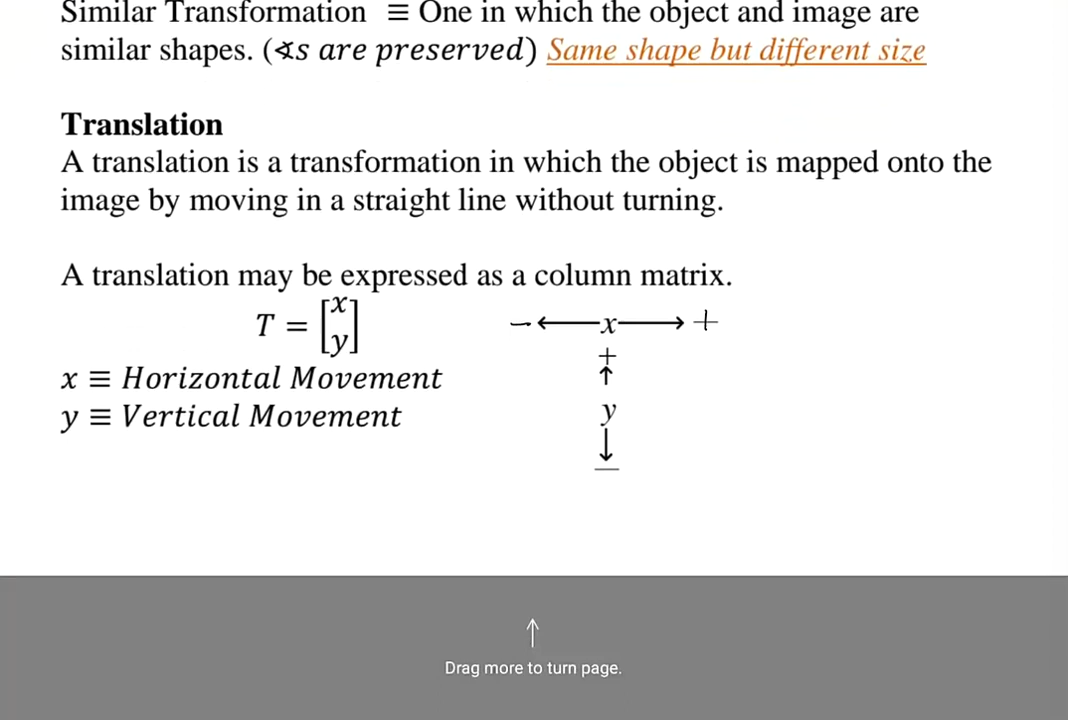 Similar Transformation ≡ One in which the object and image are
similar shapes. (∢s are preserved) Same shape but different size
Translation
A translation is a transformation in which the object is mapped onto the
image by moving in a straight line without turning.
A translation may be expressed as a column matrix.
T = [x y]
− ← x → +
x ≡ Horizontal Movement
y ≡ Vertical Movement
+
↑
y
↓
−
↑
Drag more to turn page.